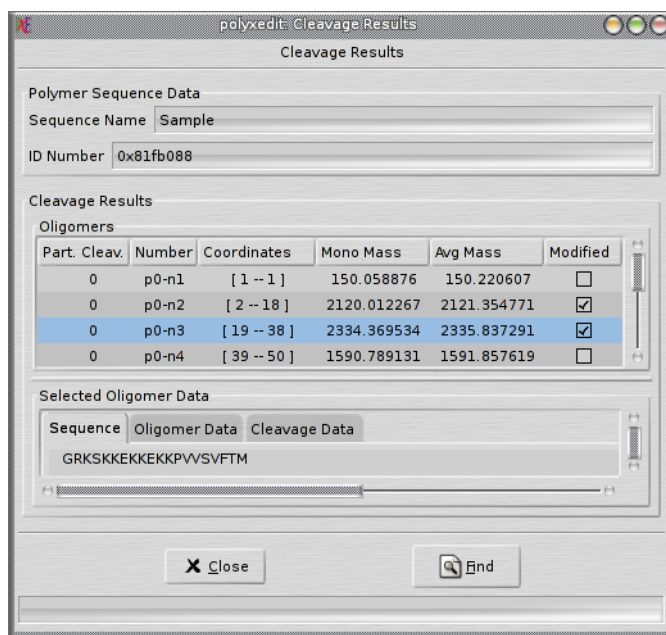 polyxedit: Cleavage Results
Cleavage Results
Polymer Sequence Data
Sequence Name Sample
ID Number 0x81fb088
Cleavage Results
Oligomers
Part. Cleav. Number Coordinates Mono Mass Avg Mass Modified
0 p0-n1 [ 1 -- 1 ] 150.058876 150.220607
0 p0-n2 [ 2 -- 18 ] 2120.012267 2121.354771
0 p0-n3 [ 19 -- 38 ] 2334.369534 2335.837291
0 p0-n4 [ 39 -- 50 ] 1590.789131 1591.857619
Selected Oligomer Data
Sequence Oligomer Data Cleavage Data
GRKSKKEKKEKKPVVSVFTM
Close Find